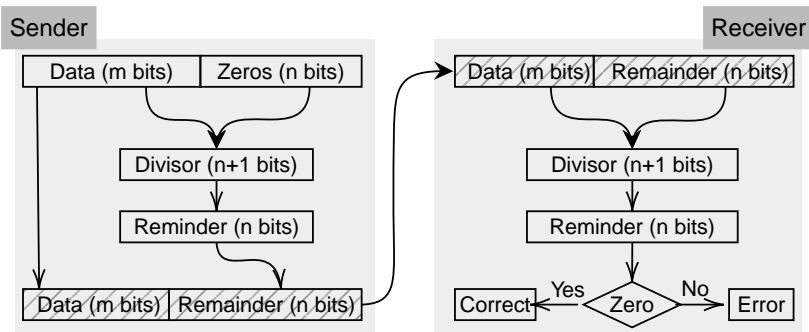 Sender
Receiver
Data (m bits) Zeros (n bits)
Data (m bits) Remainder (n bits)
Divisor (n+1 bits)
Divisor (n+1 bits)
Reminder (n bits)
Reminder (n bits)
Data (m bits) Remainder (n bits)
Correct Yes Zero No Error